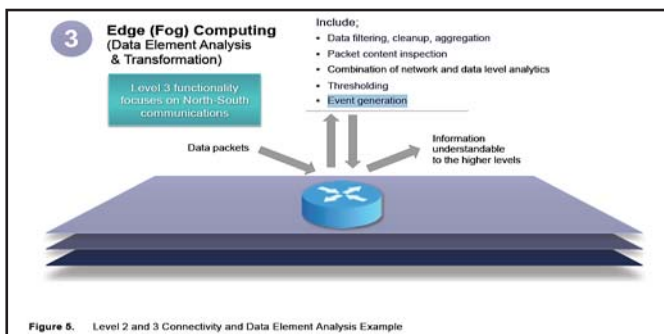 3
Edge (Fog) Computing
(Data Element Analysis
& Transformation)
Level 3 functionality
focuses on North-South
communications
Include;
• Data filtering, cleanup, aggregation
• Packet content inspection
• Combination of network and data level analytics
• Thresholding
• Event generation
Data packets
Information
understandable
to the higher levels
Figure 5. Level 2 and 3 Connectivity and Data Element Analysis Example